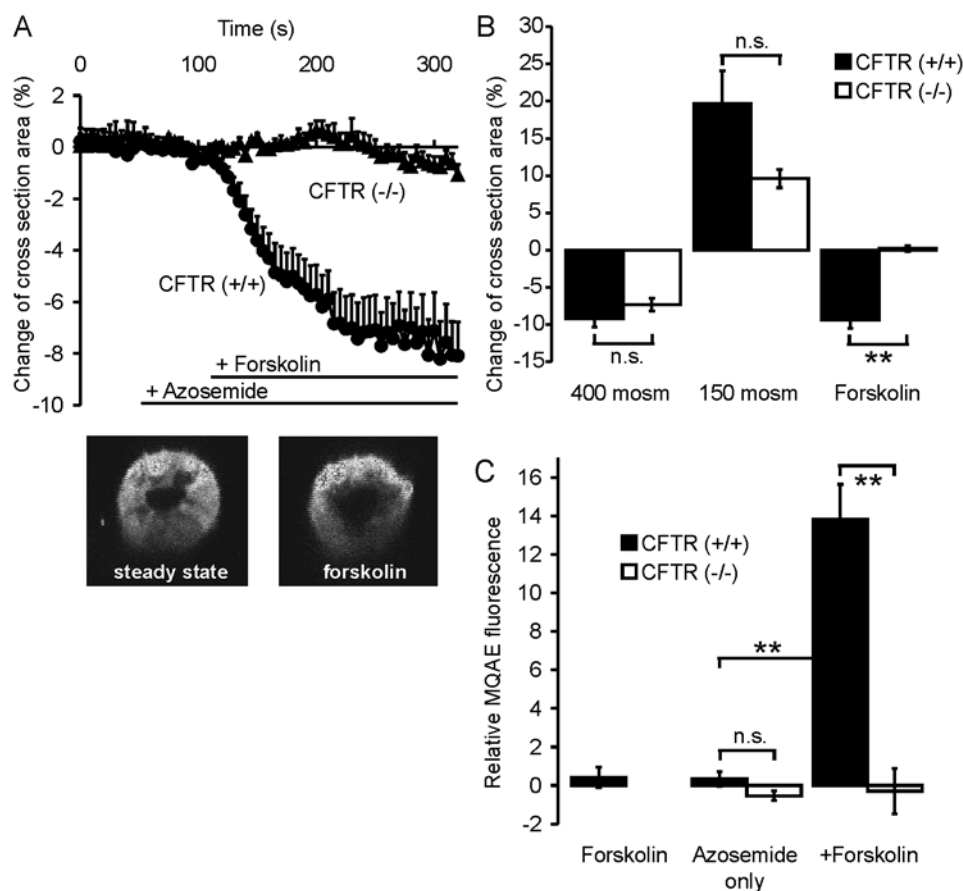 A
Time (s)
0 100 200 300
Change of cross section area (%)
2
0
-2
-4
-6
-8
-10
CFTR (-/-)
CFTR (+/+)
+ Forskolin
+ Azosemide
steady state
forskolin
B
Change of cross section area (%)
30
25
20
15
10
5
0
-5
-10
-15
n.s.
CFTR (+/+)
CFTR (-/-)
n.s.
**
400 mosm 150 mosm Forskolin
C
Relative MQAE fluorescence
16
14
12
10
8
6
4
2
0
-2
**
CFTR (+/+)
CFTR (-/-)
**
n.s.
Forskolin Azosemide +Forskolin
only